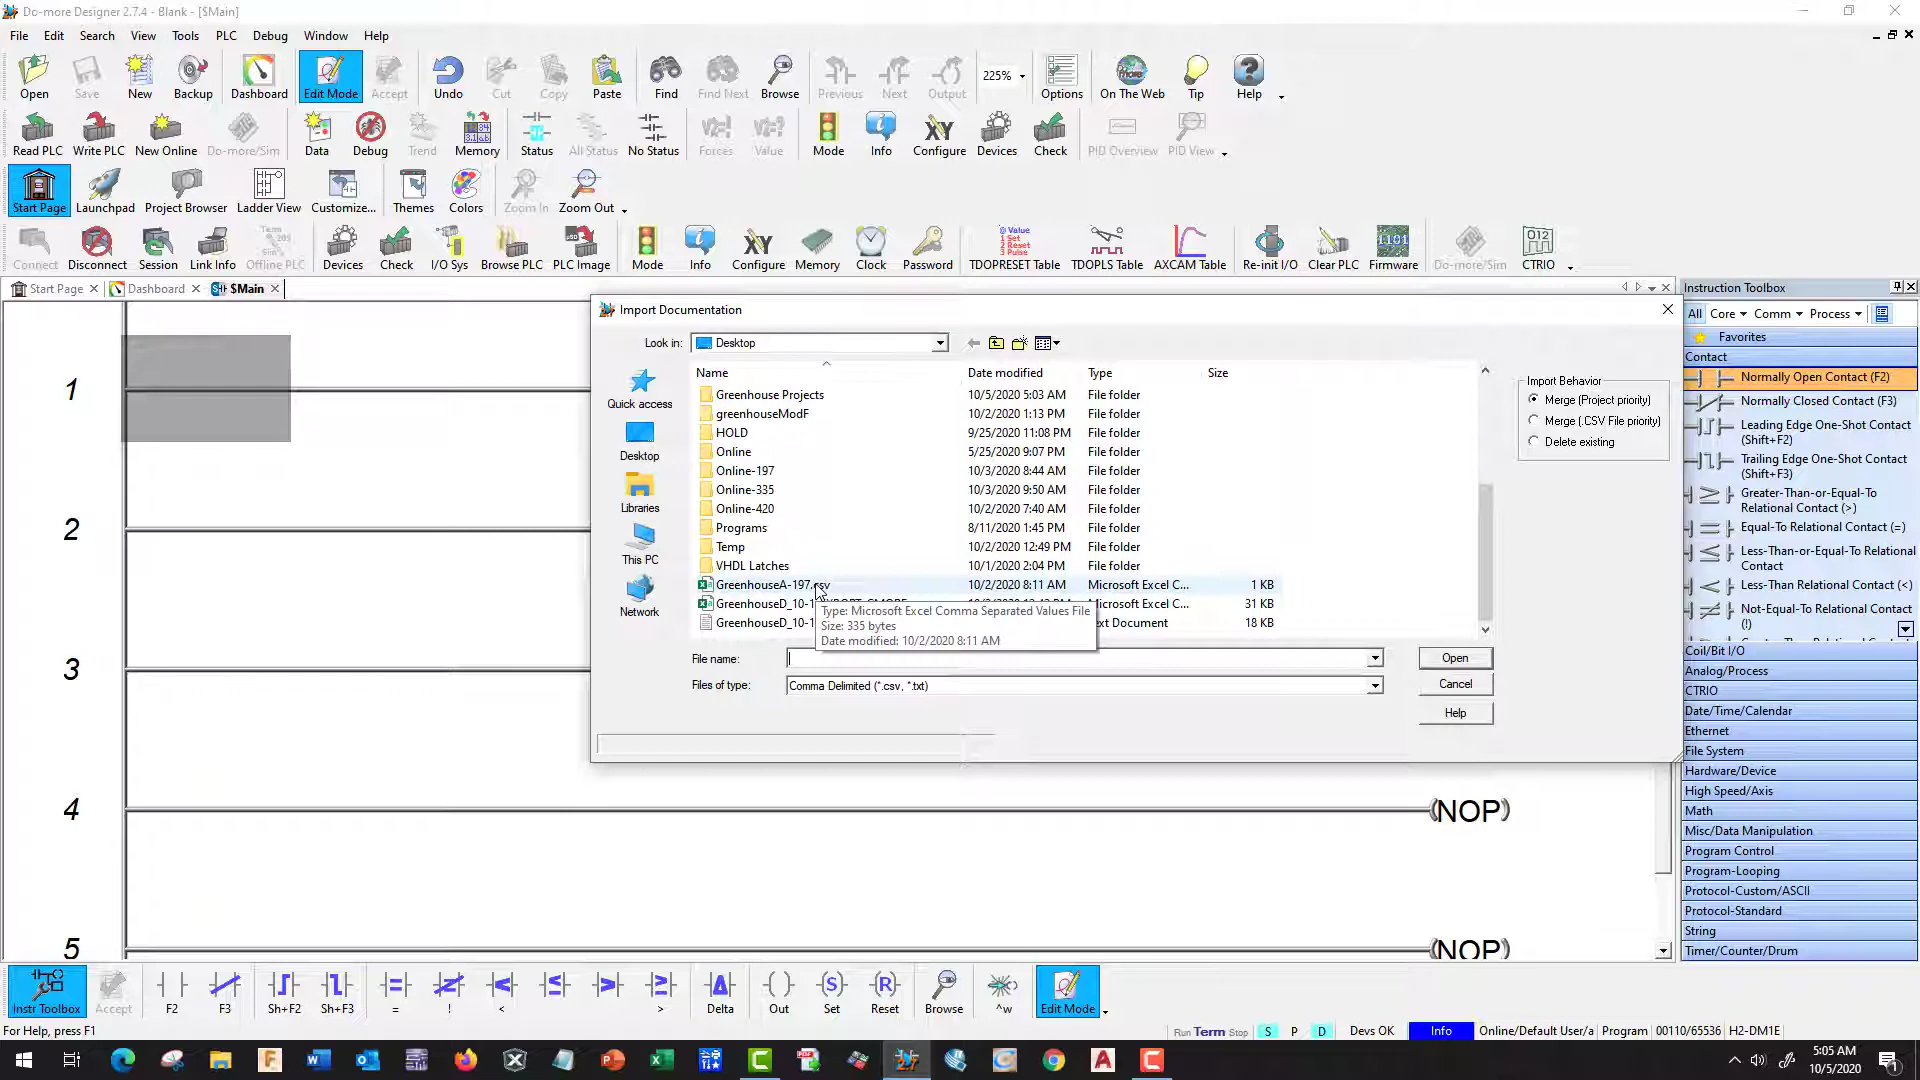 Do-more Designer 2.7.4 - Blank - [$Main]
File Edit Search View Tools PLC Debug Window Help
Open Save New Backup Dashboard Edit Mode Accept Undo Cut Copy Paste Find Find Next Browse Previous Next Output 225% Options On The Web Tip Help
Read PLC Write PLC New Online Do-more/Sim Data Debug Trend Memory Status All Status No Status Forces Value Mode Info Configure Devices Check PID Overview PID View
Start Page Launchpad Project Browser Ladder View Customize... Themes Colors Zoom In Zoom Out
Connect Disconnect Session Link Info Offline PLC Devices Check I/O Sys Browse PLC PLC Image Mode Info Configure Memory Clock Password TDOPRESET Table TDOPLS Table AXCAM Table Re-init I/O Clear PLC Firmware Do-more/Sim CTRIO
Start Page Dashboard $Main
Import Documentation
Look in: Desktop
Name Date modified Type Size
Greenhouse Projects 10/5/2020 5:03 AM File folder
greenhouseModF 10/2/2020 1:13 PM File folder
HOLD 9/25/2020 11:08 PM File folder
Online 5/25/2020 9:07 PM File folder
Online-197 10/3/2020 8:44 AM File folder
Online-335 10/3/2020 9:50 AM File folder
Online-420 10/2/2020 7:40 AM File folder
Programs 8/11/2020 1:45 PM File folder
Temp 10/2/2020 12:49 PM File folder
VHDL Latches 10/1/2020 2:04 PM File folder
GreenhouseA-197.csv 10/2/2020 8:11 AM Microsoft Excel C... 1 KB
GreenhouseD_10-1 Microsoft Excel C... 31 KB
GreenhouseD_10-1 ext Document 18 KB
Type: Microsoft Excel Comma Separated Values File
Size: 335 bytes
Date modified: 10/2/2020 8:11 AM
Quick access
Desktop
Libraries
This PC
Network
File name: Open
Files of type: Comma Delimited (*.csv, *.txt) Cancel
Help
Import Behavior
Merge (Project priority)
Merge (.CSV File priority)
Delete existing
1
2
3
4 (NOP)
5 (NOP)
Instruction Toolbox
All Core Comm Process
Favorites
Contact
Normally Open Contact (F2)
Normally Closed Contact (F3)
Leading Edge One-Shot Contact
(Shift+F2)
Trailing Edge One-Shot Contact
(Shift+F3)
Greater-Than-or-Equal-To
Relational Contact (>)
Equal-To Relational Contact (=)
Less-Than-or-Equal-To Relational
Contact (<)
Less-Than Relational Contact (<)
Not-Equal-To Relational Contact
(!)
Coil/Bit I/O
Analog/Process
CTRIO
Date/Time/Calendar
Ethernet
File System
Hardware/Device
High Speed/Axis
Math
Misc/Data Manipulation
Program Control
Program-Looping
Protocol-Custom/ASCII
Protocol-Standard
String
Timer/Counter/Drum
Instr Toolbox Accept F2 F3 Sh+F2 Sh+F3 = ! < > Delta Out Set Reset Browse ^w Edit Mode
For Help, press F1
Run Term Stop S P D Devs OK Info Online/Default User/a Program 00110/65536 H2-DM1E
5:05 AM
10/5/2020